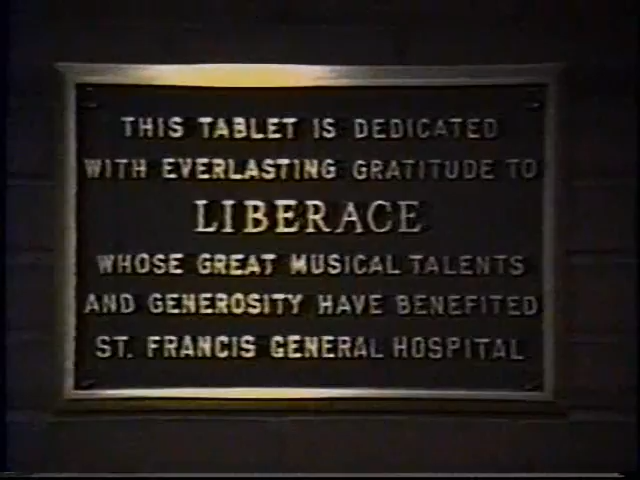 THIS TABLET IS DEDICATED
WITH EVERLASTING GRATITUDE TO
LIBERACE
WHOSE GREAT MUSICAL TALENTS
AND GENEROSITY HAVE BENEFITED
ST. FRANCIS GENERAL HOSPITAL